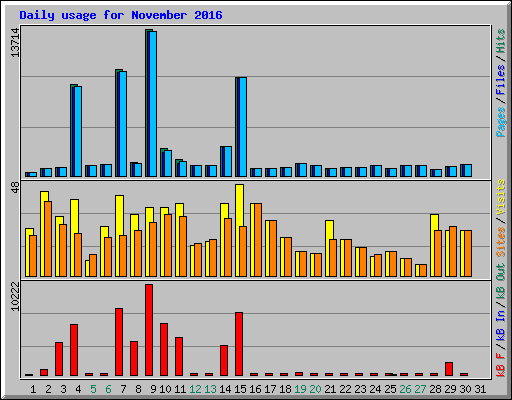 Daily usage for November 2016
13714
Pages / Files / Hits
48
Sites / Visits
10222
kB F / kB In / kB Out
1 2 3 4 5 6 7 8 9 10 11 12 13 14 15 16 17 18 19 20 21 22 23 24 25 26 27 28 29 30 31